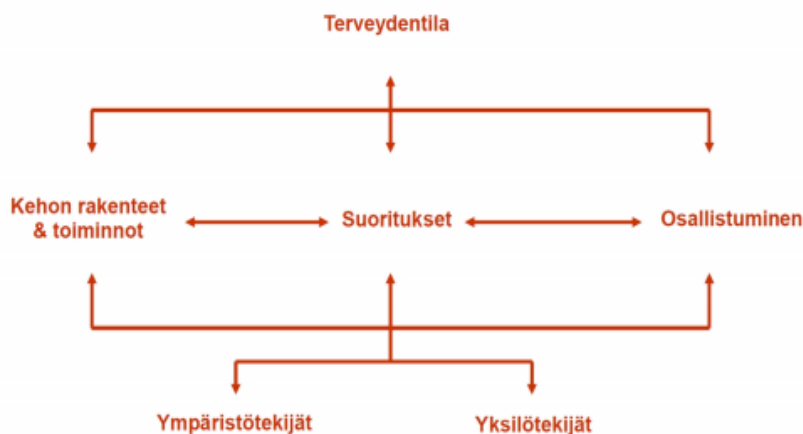 Terveydentila
Kehon rakenteet
& toiminnot
Suoritukset
Osallistuminen
Ympäristötekijät
Yksilötekijät